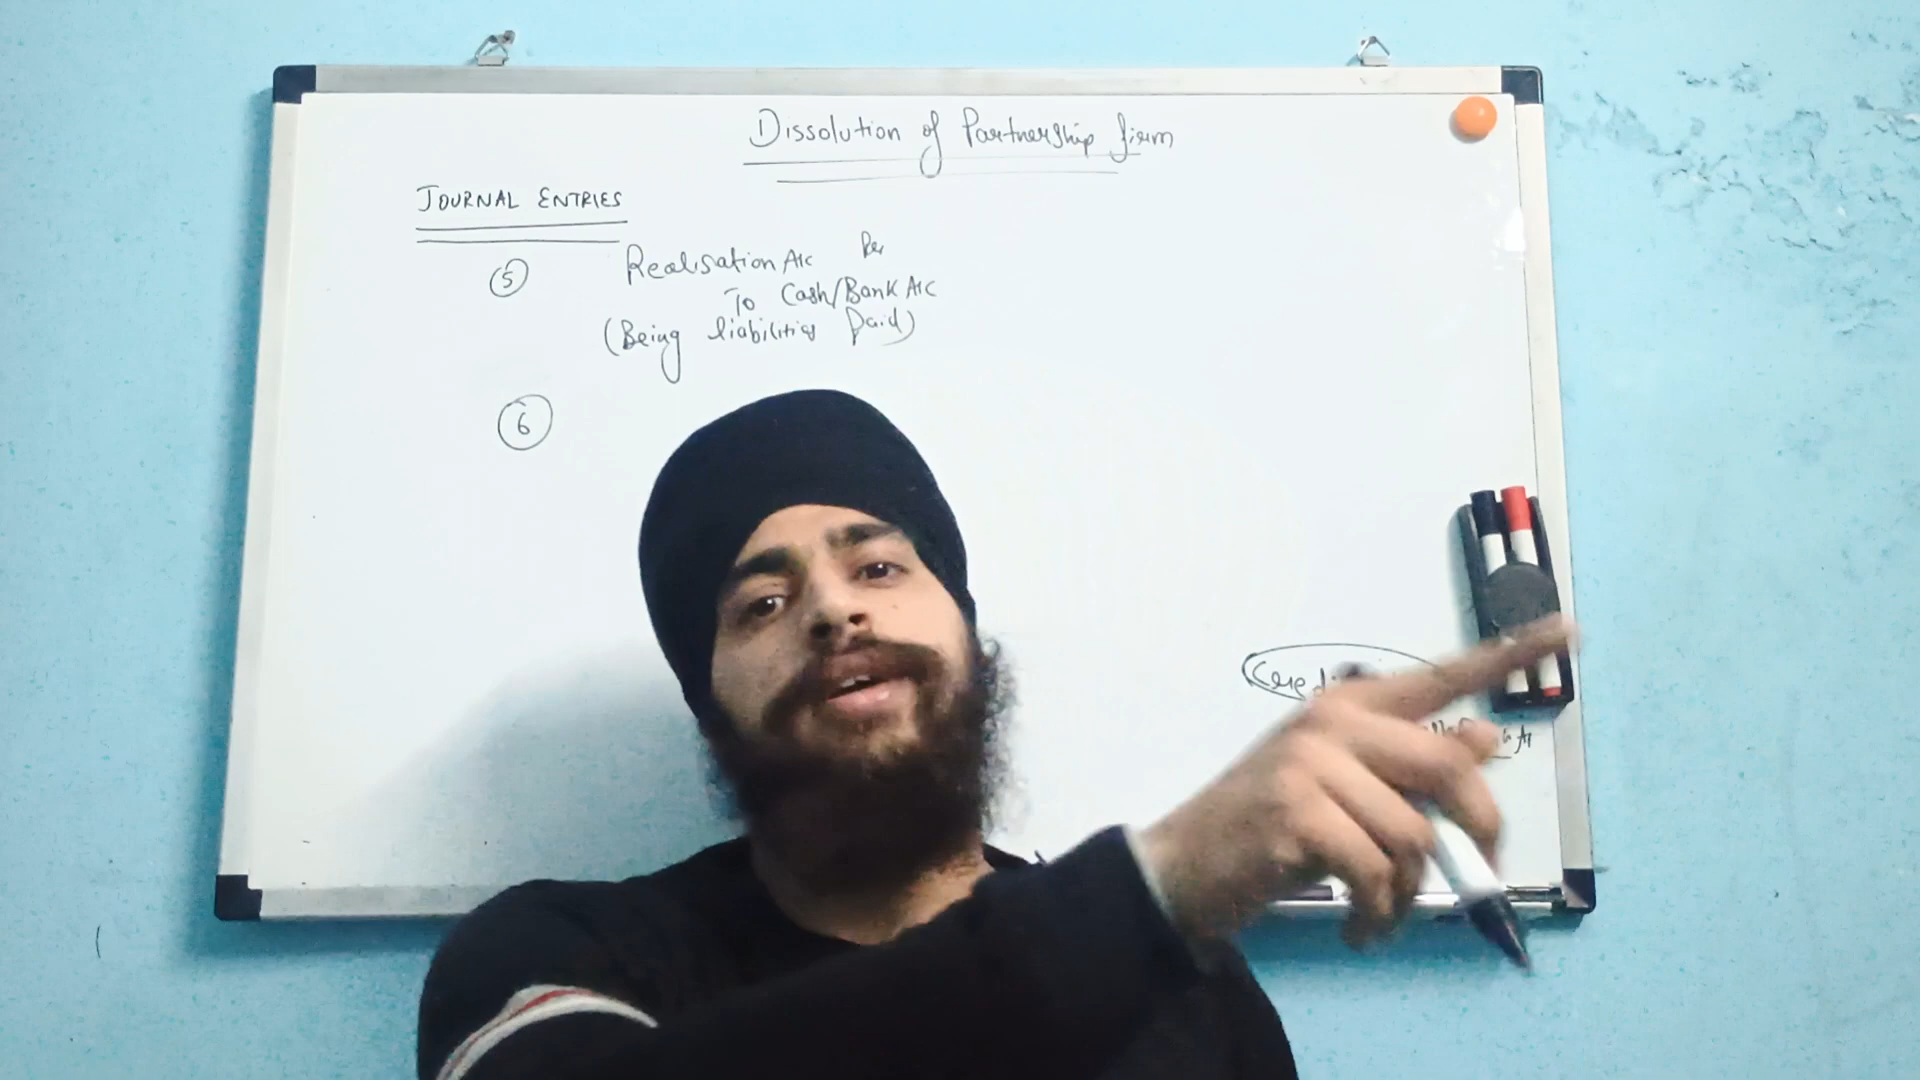 Dissolution of Partnership firm
JOURNAL ENTRIES
5 Realisation A/c Dr
To Cash/Bank A/c
(Being liabilities Paid)
6